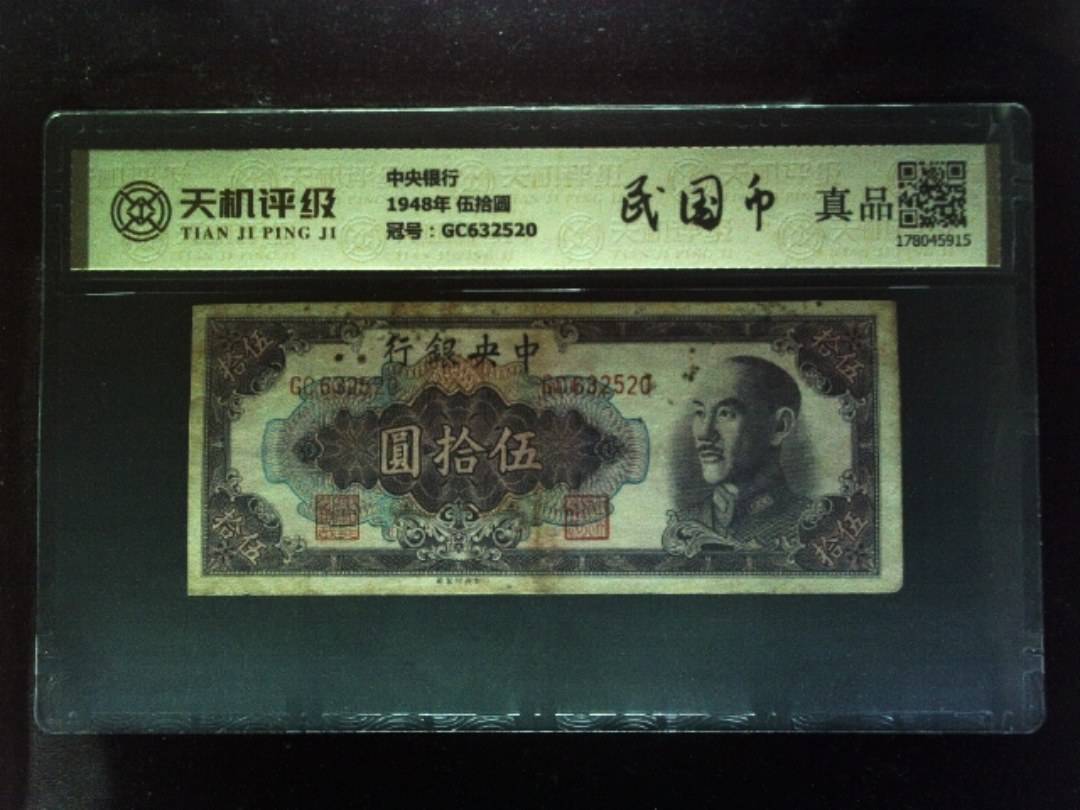 天机评级
TIAN JI PING JI
中央银行
1948年 伍拾圆
冠号：GC632520
民国币
真品
178045915
行銀央中
拾伍
拾伍
GC632520
GC632520
圓拾伍
拾伍
拾伍